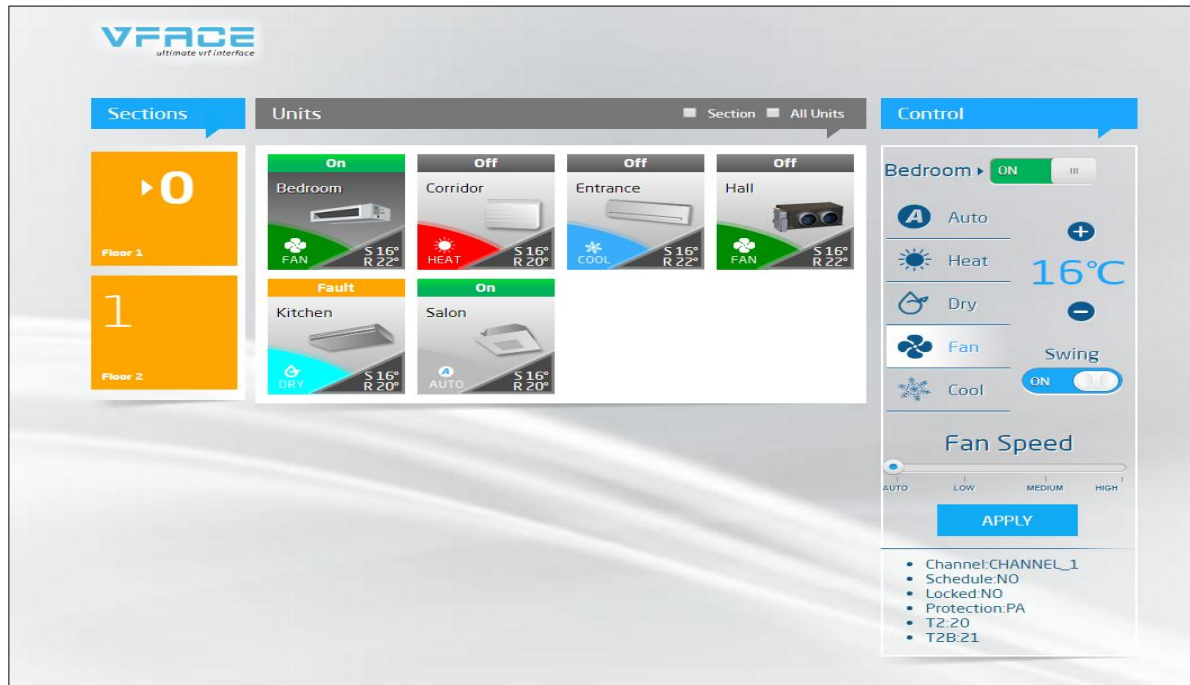 VFACE
ultimate vrf interface
Sections
Units
Section
All Units
Control
0
Floor 1
1
Floor 2
On
Bedroom
FAN
S 16°
R 22°
Off
Corridor
HEAT
S 16°
R 20°
Off
Entrance
COOL
S 16°
R 22°
Off
Hall
FAN
S 16°
R 22°
Fault
Kitchen
DRY
S 16°
R 20°
On
Salon
A
AUTO
S 16°
R 20°
Bedroom
ON
A
Auto
Heat
Dry
Fan
Cool
16°C
Swing
ON
Fan Speed
AUTO LOW MEDIUM HIGH
APPLY
Channel:CHANNEL_1
Schedule:NO
Locked:NO
Protection:PA
T2:20
T2B:21